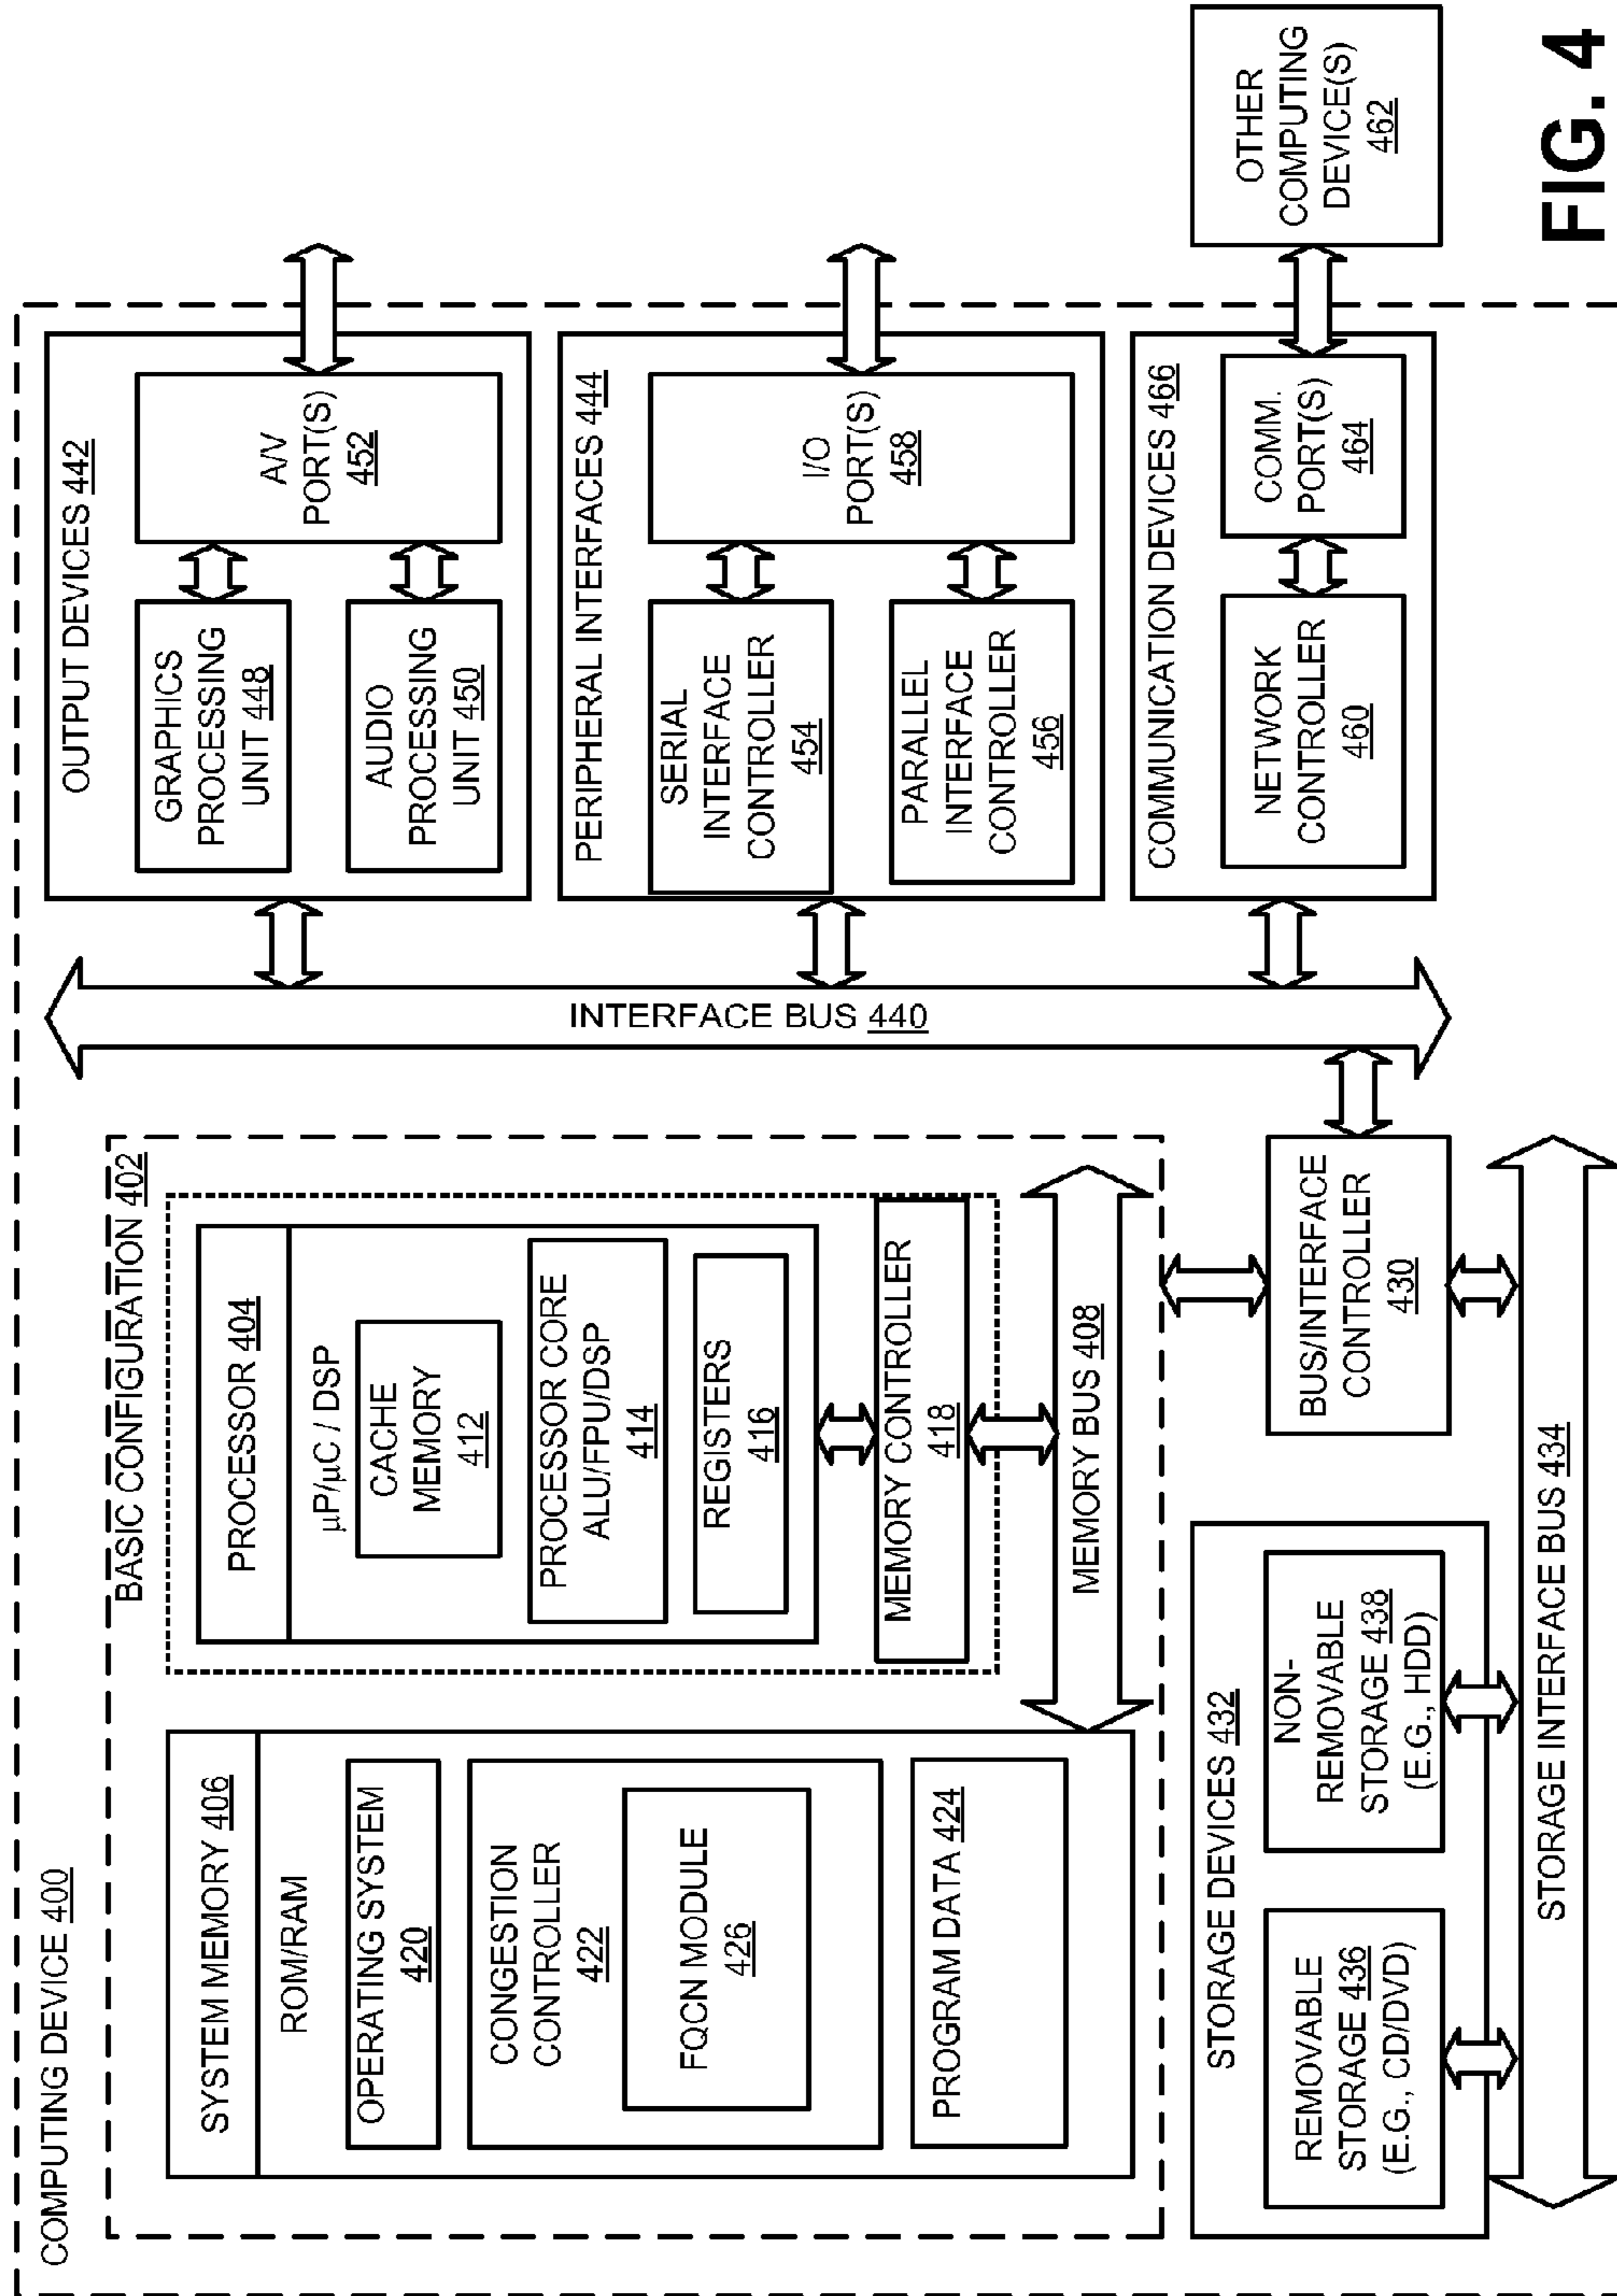 COMPUTING DEVICE 400
BASIC CONFIGURATION 402
SYSTEM MEMORY 406
ROM/RAM
OPERATING SYSTEM
420
CONGESTION
CONTROLLER
422
FQCN MODULE
426
PROGRAM DATA 424
PROCESSOR 404
µP/µC / DSP
CACHE
MEMORY
412
PROCESSOR CORE
ALU/FPU/DSP
414
REGISTERS
416
MEMORY CONTROLLER
418
MEMORY BUS 408
BUS/INTERFACE
CONTROLLER
430
STORAGE DEVICES 432
REMOVABLE
STORAGE 436
(E.G., CD/DVD)
NON-
REMOVABLE
STORAGE 438
(E.G., HDD)
STORAGE INTERFACE BUS 434
INTERFACE BUS 440
OUTPUT DEVICES 442
GRAPHICS
PROCESSING
UNIT 448
AUDIO
PROCESSING
UNIT 450
A/V
PORT(S)
452
PERIPHERAL INTERFACES 444
SERIAL
INTERFACE
CONTROLLER
454
PARALLEL
INTERFACE
CONTROLLER
456
I/O
PORT(S)
458
COMMUNICATION DEVICES 466
NETWORK
CONTROLLER
460
COMM.
PORT(S)
464
OTHER
COMPUTING
DEVICE(S)
462
FIG. 4